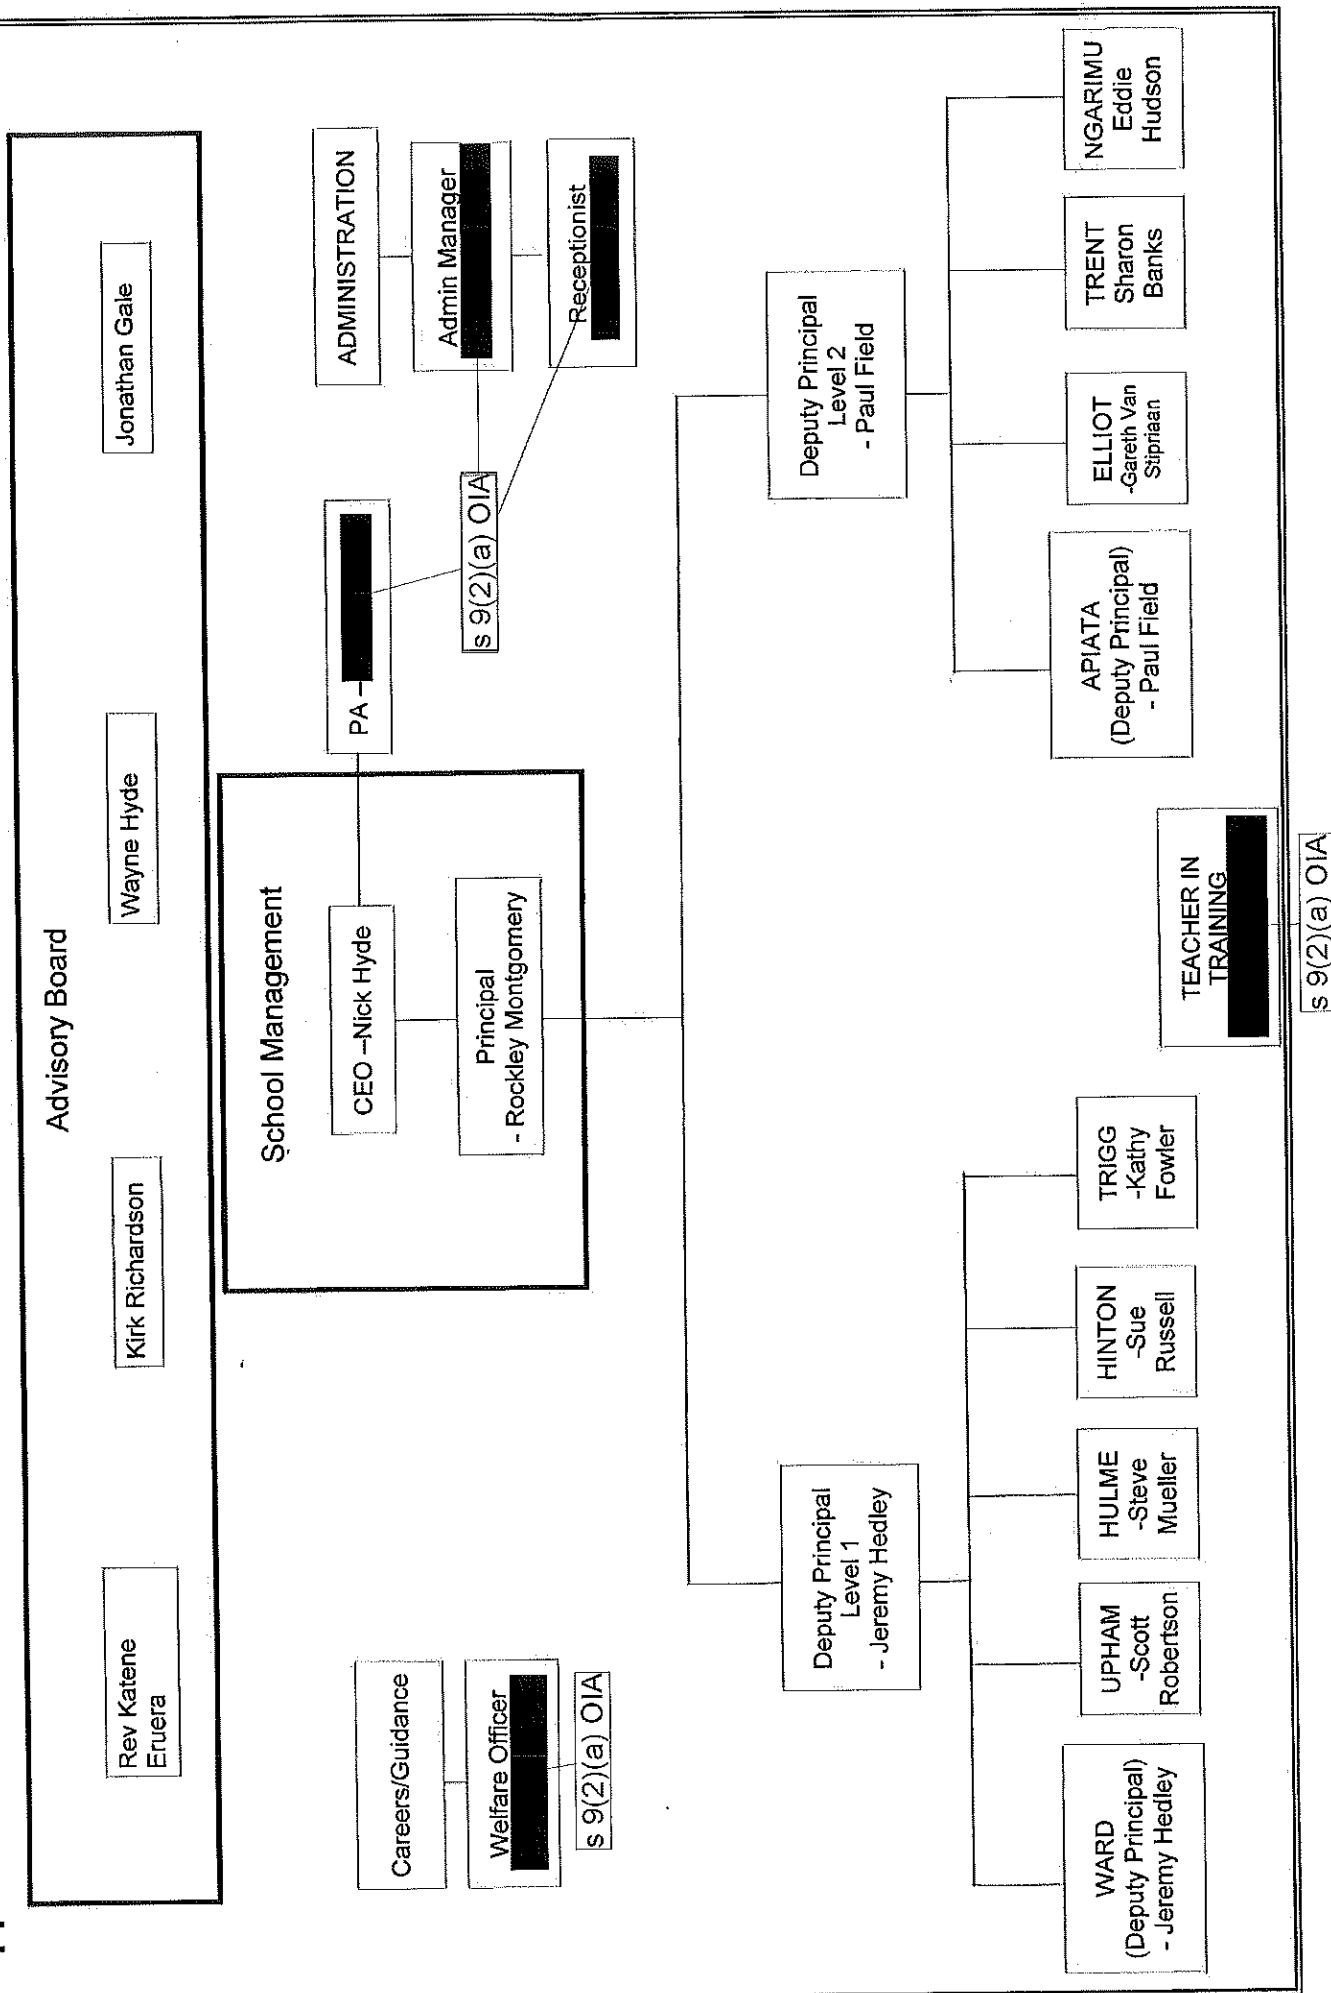 Advisory Board
Rev Katene
Eruera
Kirk Richardson
Wayne Hyde
Jonathan Gale
School Management
CEO –Nick Hyde
Principal
- Rockley Montgomery
PA –
s 9(2)(a) OIA
ADMINISTRATION
Admin Manager
Receptionist
Careers/Guidance
Welfare Officer
s 9(2)(a) OIA
Deputy Principal
Level 1
- Jeremy Hedley
Deputy Principal
Level 2
- Paul Field
WARD
(Deputy Principal)
- Jeremy Hedley
UPHAM
-Scott
Robertson
HULME
-Steve
Mueller
HINTON
-Sue
Russell
TRIGG
-Kathy
Fowler
TEACHER IN
TRAINING
s 9(2)(a) OIA
APIATA
(Deputy Principal)
- Paul Field
ELLIOT
-Gareth Van
Stipriaan
TRENT
Sharon
Banks
NGARIMU
Eddie
Hudson